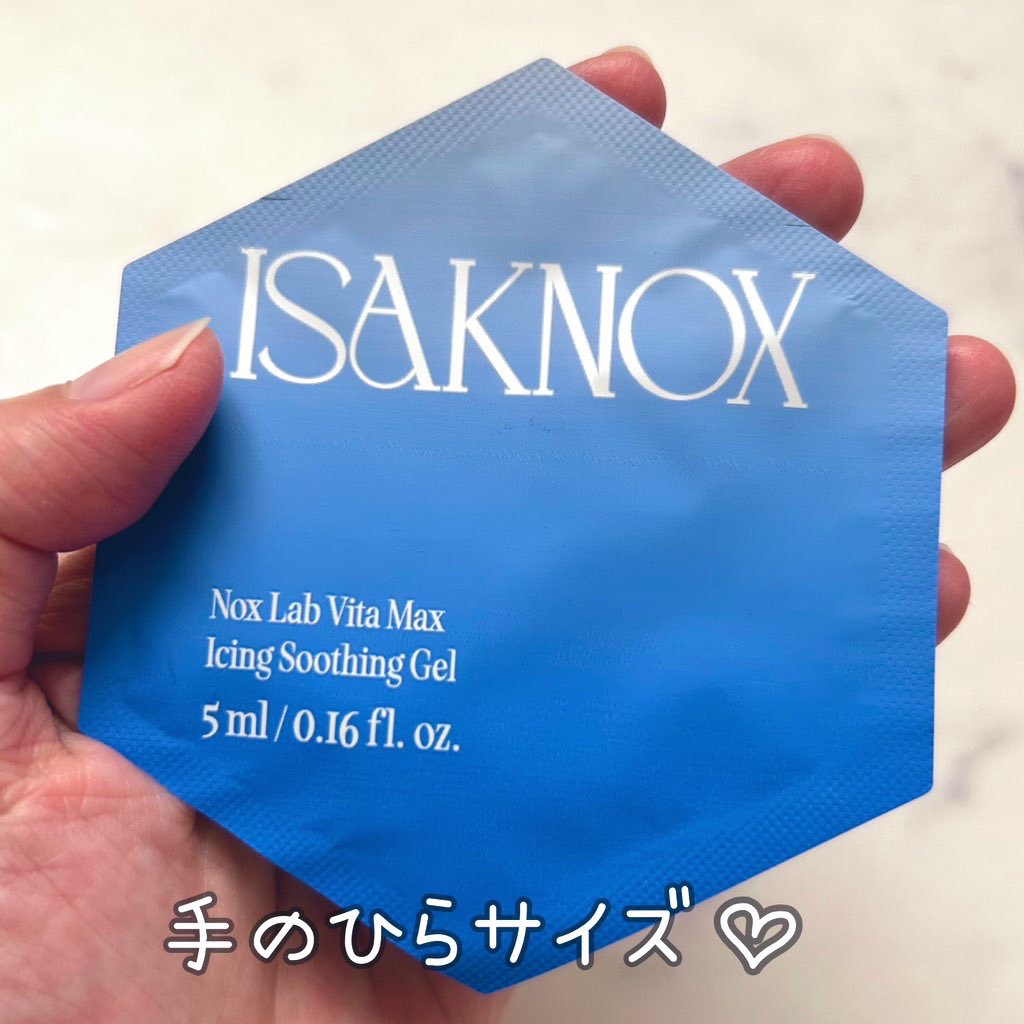 ISAKNOX
Nox Lab Vita Max
Icing Soothing Gel
5 ml / 0.16 fl. oz.
手のひらサイズ♡